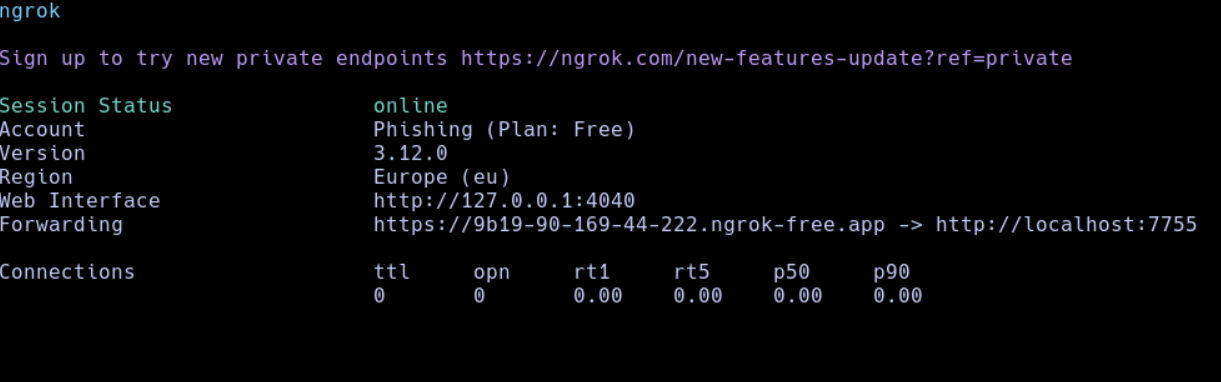 ngrok
Sign up to try new private endpoints https://ngrok.com/new-features-update?ref=private
Session Status online
Account Phishing (Plan: Free)
Version 3.12.0
Region Europe (eu)
Web Interface http://127.0.0.1:4040
Forwarding https://9b19-90-169-44-222.ngrok-free.app -> http://localhost:7755
Connections ttl opn rt1 rt5 p50 p90
0 0 0.00 0.00 0.00 0.00